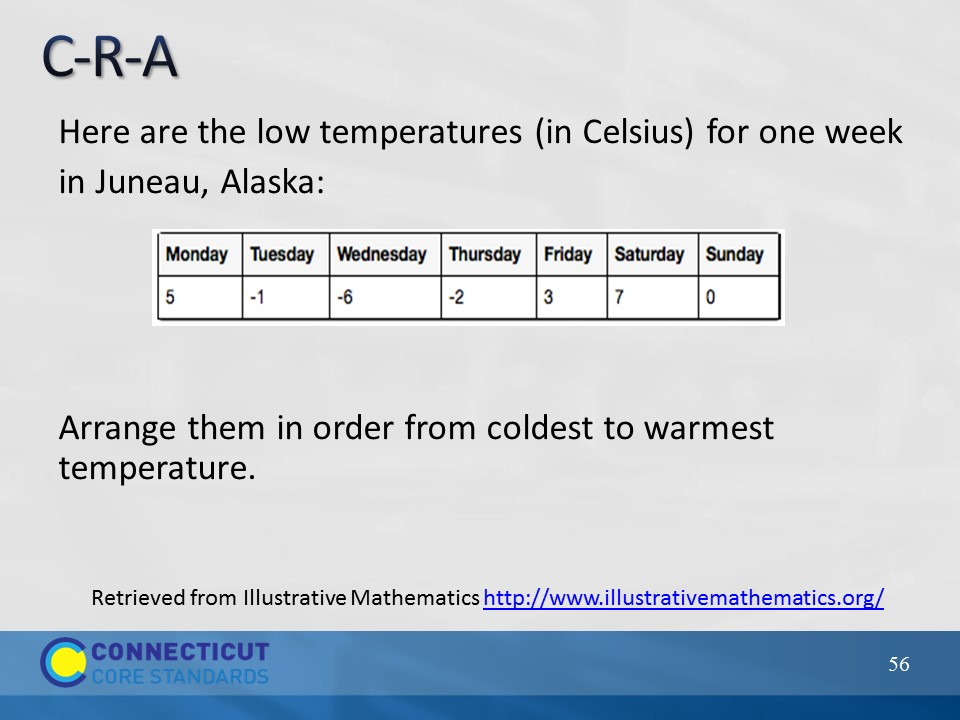 C-R-A
Here are the low temperatures (in Celsius) for one week
in Juneau, Alaska:
Monday Tuesday Wednesday Thursday Friday Saturday Sunday
5 -1 -6 -2 3 7 0
Arrange them in order from coldest to warmest
temperature.
Retrieved from Illustrative Mathematics http://www.illustrativemathematics.org/
CONNECTICUT
CORE STANDARDS
56